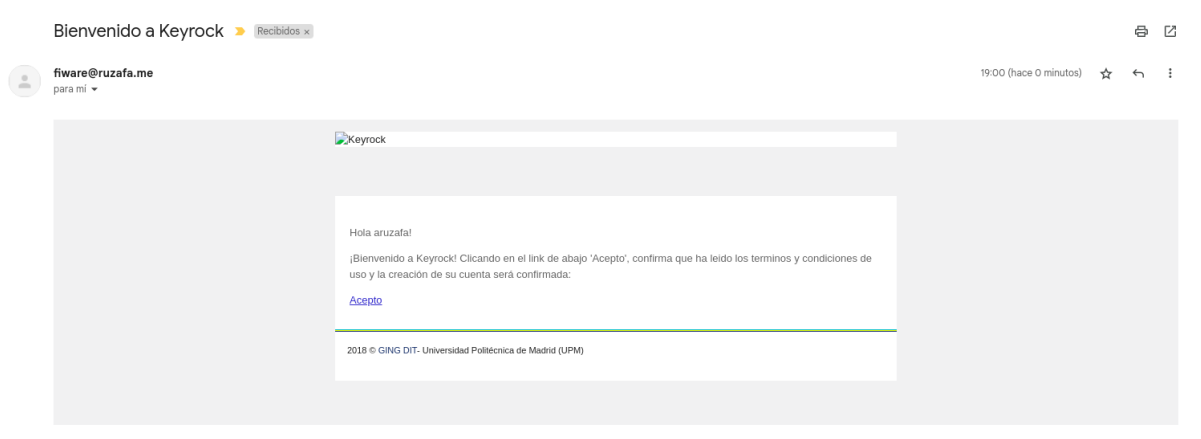 Bienvenido a Keyrock Recibidos ×
fiware@ruzafa.me 19:00 (hace 0 minutos)
para mí
Keyrock
Hola aruzafa!
¡Bienvenido a Keyrock! Clicando en el link de abajo 'Acepto', confirma que ha leido los terminos y condiciones de
uso y la creación de su cuenta será confirmada:
Acepto
2018 © GING DIT- Universidad Politécnica de Madrid (UPM)